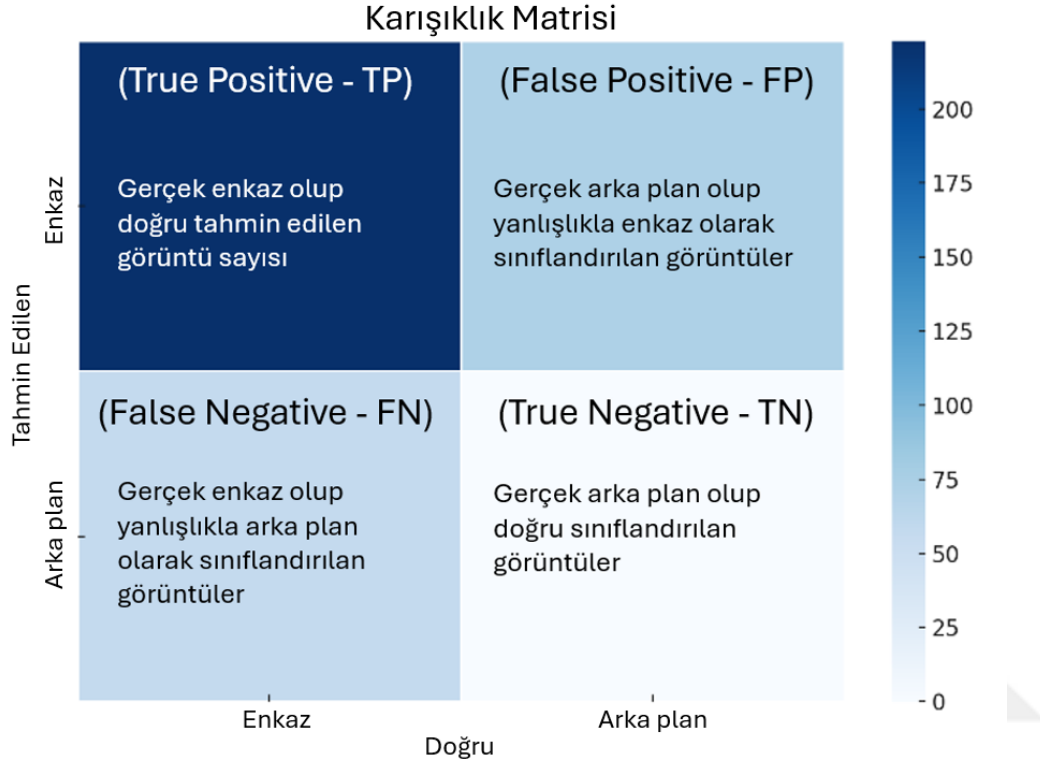 Karışıklık Matrisi
(True Positive - TP)
(False Positive - FP)
Gerçek enkaz olup
doğru tahmin edilen
görüntü sayısı
Gerçek arka plan olup
yanlışlıkla enkaz olarak
sınıflandırılan görüntüler
(False Negative - FN)
(True Negative - TN)
Gerçek enkaz olup
yanlışlıkla arka plan
olarak sınıflandırılan
görüntüler
Gerçek arka plan olup
doğru sınıflandırılan
görüntüler
Tahmin Edilen
Enkaz
Arka plan
Enkaz
Arka plan
Doğru
200
175
150
125
100
75
50
25
0